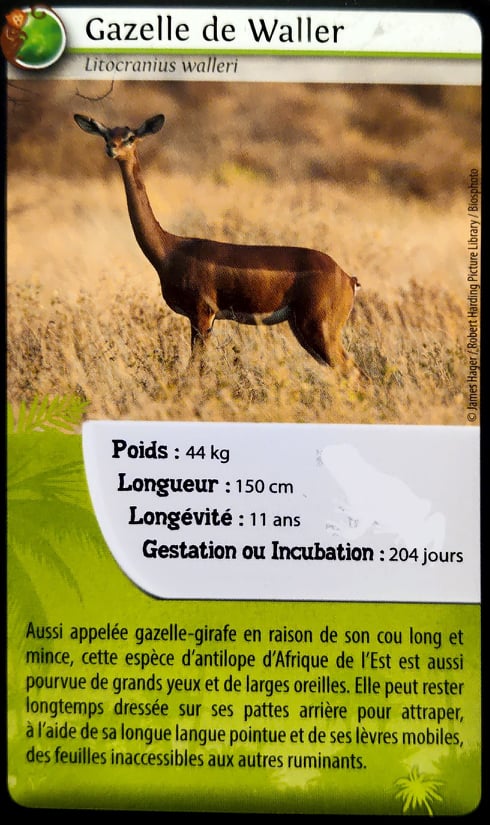 Gazelle de Waller
Litocranius walleri
© James Hager / Robert Harding Picture Library / Biosphoto
Poids : 44 kg
Longueur : 150 cm
Longévité : 11 ans
Gestation ou Incubation : 204 jours
Aussi appelée gazelle-girafe en raison de son cou long et
mince, cette espèce d'antilope d'Afrique de l'Est est aussi
pourvue de grands yeux et de larges oreilles. Elle peut rester
longtemps dressée sur ses pattes arrière pour attraper,
à l'aide de sa longue langue pointue et de ses lèvres mobiles,
des feuilles inaccessibles aux autres ruminants.